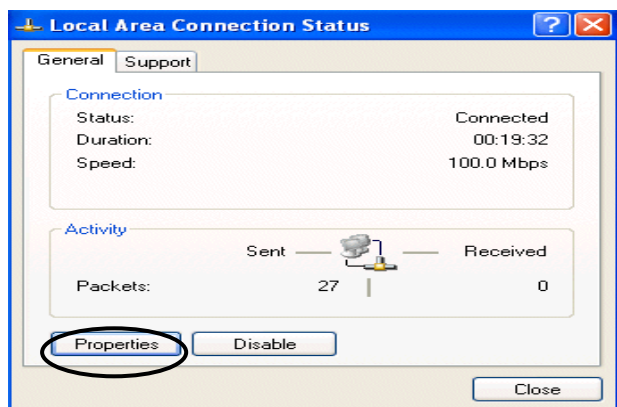 Local Area Connection Status
General Support
Connection
Status: Connected
Duration: 00:19:32
Speed: 100.0 Mbps
Activity
Sent Received
Packets: 27 0
Properties Disable
Close